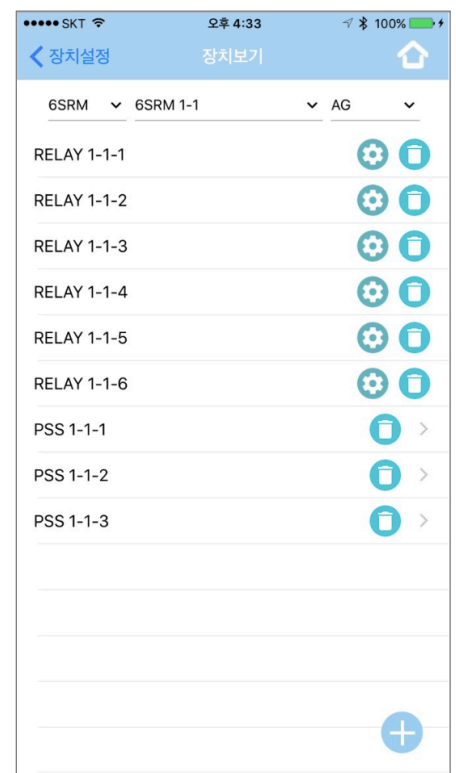 SKT 오후 4:33 100%
장치설정 장치보기
6SRM 6SRM 1-1 AG
RELAY 1-1-1
RELAY 1-1-2
RELAY 1-1-3
RELAY 1-1-4
RELAY 1-1-5
RELAY 1-1-6
PSS 1-1-1
PSS 1-1-2
PSS 1-1-3